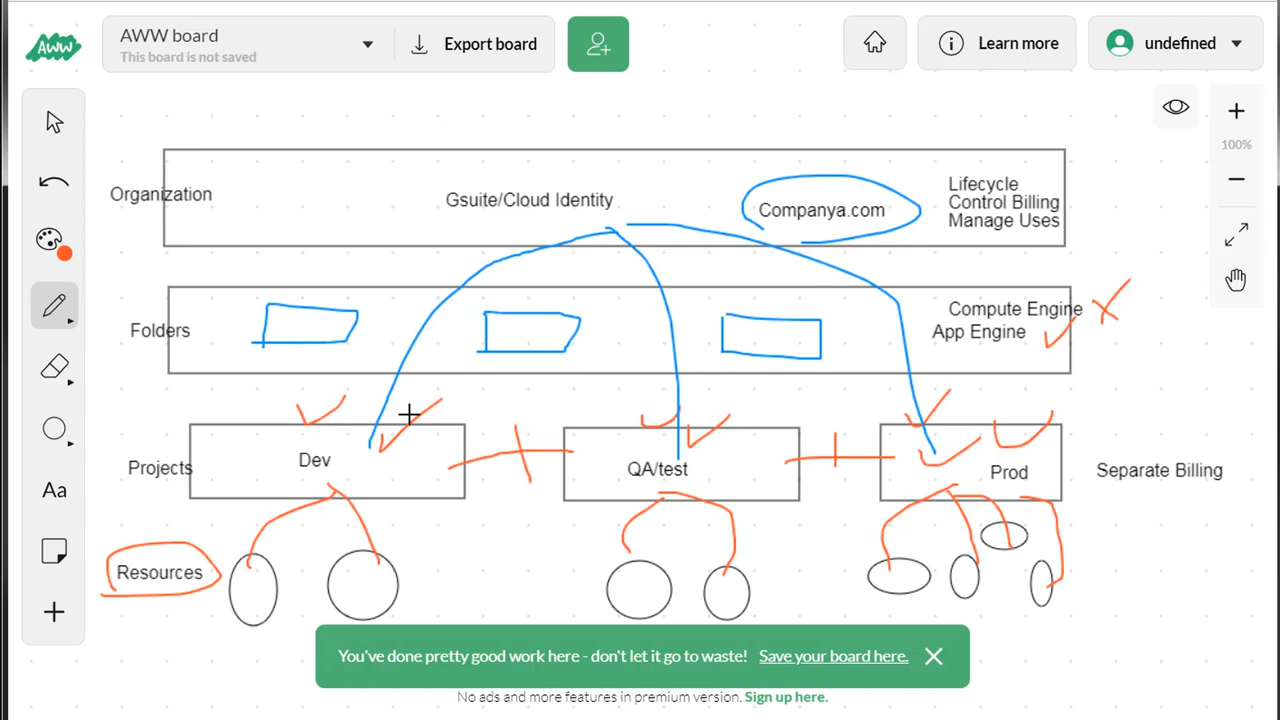 AWW
AWW board
This board is not saved
Export board
Learn more
undefined
100%
Organization
Gsuite/Cloud Identity
Companya.com
Lifecycle
Control Billing
Manage Uses
Folders
Compute Engine
App Engine
Projects
Dev
QA/test
Prod
Separate Billing
Aa
Resources
You've done pretty good work here - don't let it go to waste! Save your board here.
No ads and more features in premium version. Sign up here.